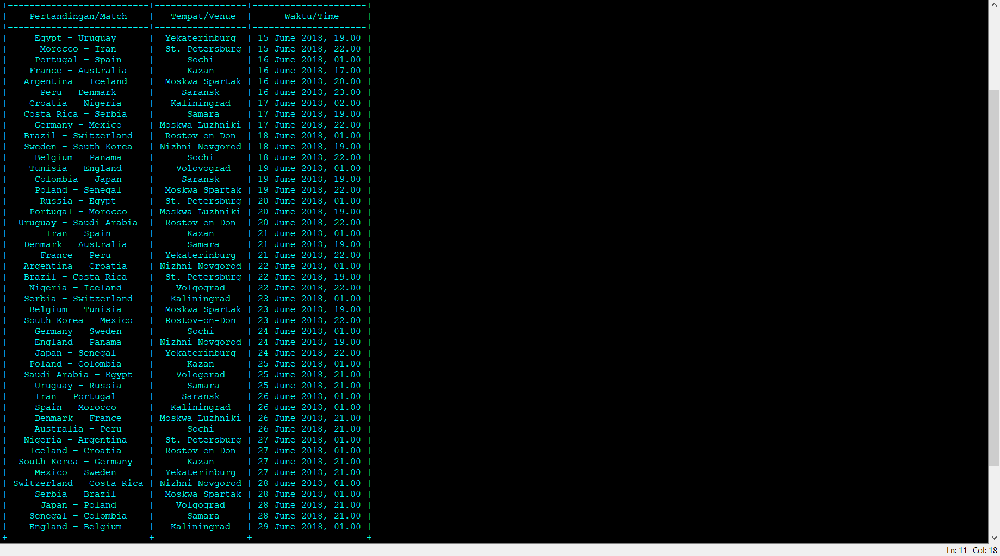 +--------------------------+-----------------+---------------------+
|    Pertandingan/Match    |   Tempat/Venue  |      Waktu/Time     |
+--------------------------+-----------------+---------------------+
|     Egypt - Uruguay      |  Yekaterinburg  | 15 June 2018, 19.00 |
|      Morocco - Iran      |  St. Petersburg | 15 June 2018, 22.00 |
|     Portugal - Spain     |      Sochi      | 16 June 2018, 01.00 |
|    France - Australia    |      Kazan      | 16 June 2018, 17.00 |
|   Argentina - Iceland    |  Moskwa Spartak | 16 June 2018, 20.00 |
|      Peru - Denmark      |     Saransk     | 16 June 2018, 23.00 |
|    Croatia - Nigeria     |   Kaliningrad   | 17 June 2018, 02.00 |
|   Costa Rica - Serbia    |      Samara     | 17 June 2018, 19.00 |
|     Germany - Mexico     | Moskwa Luzhniki | 17 June 2018, 22.00 |
|   Brazil - Switzerland   |  Rostov-on-Don  | 18 June 2018, 01.00 |
|   Sweden - South Korea   | Nizhni Novgorod | 18 June 2018, 19.00 |
|     Belgium - Panama     |      Sochi      | 18 June 2018, 22.00 |
|    Tunisia - England     |    Volovograd   | 19 June 2018, 01.00 |
|     Colombia - Japan     |     Saransk     | 19 June 2018, 19.00 |
|     Poland - Senegal     |  Moskwa Spartak | 19 June 2018, 22.00 |
|      Russia - Egypt      |  St. Petersburg | 20 June 2018, 01.00 |
|    Portugal - Morocco    | Moskwa Luzhniki | 20 June 2018, 19.00 |
|  Uruguay - Saudi Arabia  |  Rostov-on-Don  | 20 June 2018, 22.00 |
|       Iran - Spain       |      Kazan      | 21 June 2018, 01.00 |
|   Denmark - Australia    |      Samara     | 21 June 2018, 19.00 |
|      France - Peru       |  Yekaterinburg  | 21 June 2018, 22.00 |
|   Argentina - Croatia    | Nizhni Novgorod | 22 June 2018, 01.00 |
|   Brazil - Costa Rica    |  St. Petersburg | 22 June 2018, 19.00 |
|    Nigeria - Iceland     |    Volgograd    | 22 June 2018, 22.00 |
|   Serbia - Switzerland   |   Kaliningrad   | 23 June 2018, 01.00 |
|    Belgium - Tunisia     |  Moskwa Spartak | 23 June 2018, 19.00 |
|   South Korea - Mexico   |  Rostov-on-Don  | 23 June 2018, 22.00 |
|     Germany - Sweden     |      Sochi      | 24 June 2018, 01.00 |
|     England - Panama     | Nizhni Novgorod | 24 June 2018, 19.00 |
|     Japan - Senegal      |  Yekaterinburg  | 24 June 2018, 22.00 |
|    Poland - Colombia     |      Kazan      | 25 June 2018, 01.00 |
|   Saudi Arabia - Egypt   |    Vologorad    | 25 June 2018, 21.00 |
|     Uruguay - Russia     |      Samara     | 25 June 2018, 21.00 |
|     Iran - Portugal      |     Saransk     | 26 June 2018, 01.00 |
|     Spain - Morocco      |   Kaliningrad   | 26 June 2018, 01.00 |
|     Denmark - France     | Moskwa Luzhniki | 26 June 2018, 21.00 |
|     Australia - Peru     |      Sochi      | 26 June 2018, 21.00 |
|   Nigeria - Argentina    |  St. Petersburg | 27 June 2018, 01.00 |
|    Iceland - Croatia     |  Rostov-on-Don  | 27 June 2018, 01.00 |
|  South Korea - Germany   |      Kazan      | 27 June 2018, 21.00 |
|     Mexico - Sweden      |  Yekaterinburg  | 27 June 2018, 21.00 |
| Switzerland - Costa Rica | Nizhni Novgorod | 28 June 2018, 01.00 |
|     Serbia - Brazil      |  Moskwa Spartak | 28 June 2018, 01.00 |
|      Japan - Poland      |    Volgograd    | 28 June 2018, 21.00 |
|    Senegal - Colombia    |      Samara     | 28 June 2018, 21.00 |
|    England - Belgium     |   Kaliningrad   | 29 June 2018, 01.00 |
+--------------------------+-----------------+---------------------+
Ln: 11 Col: 18